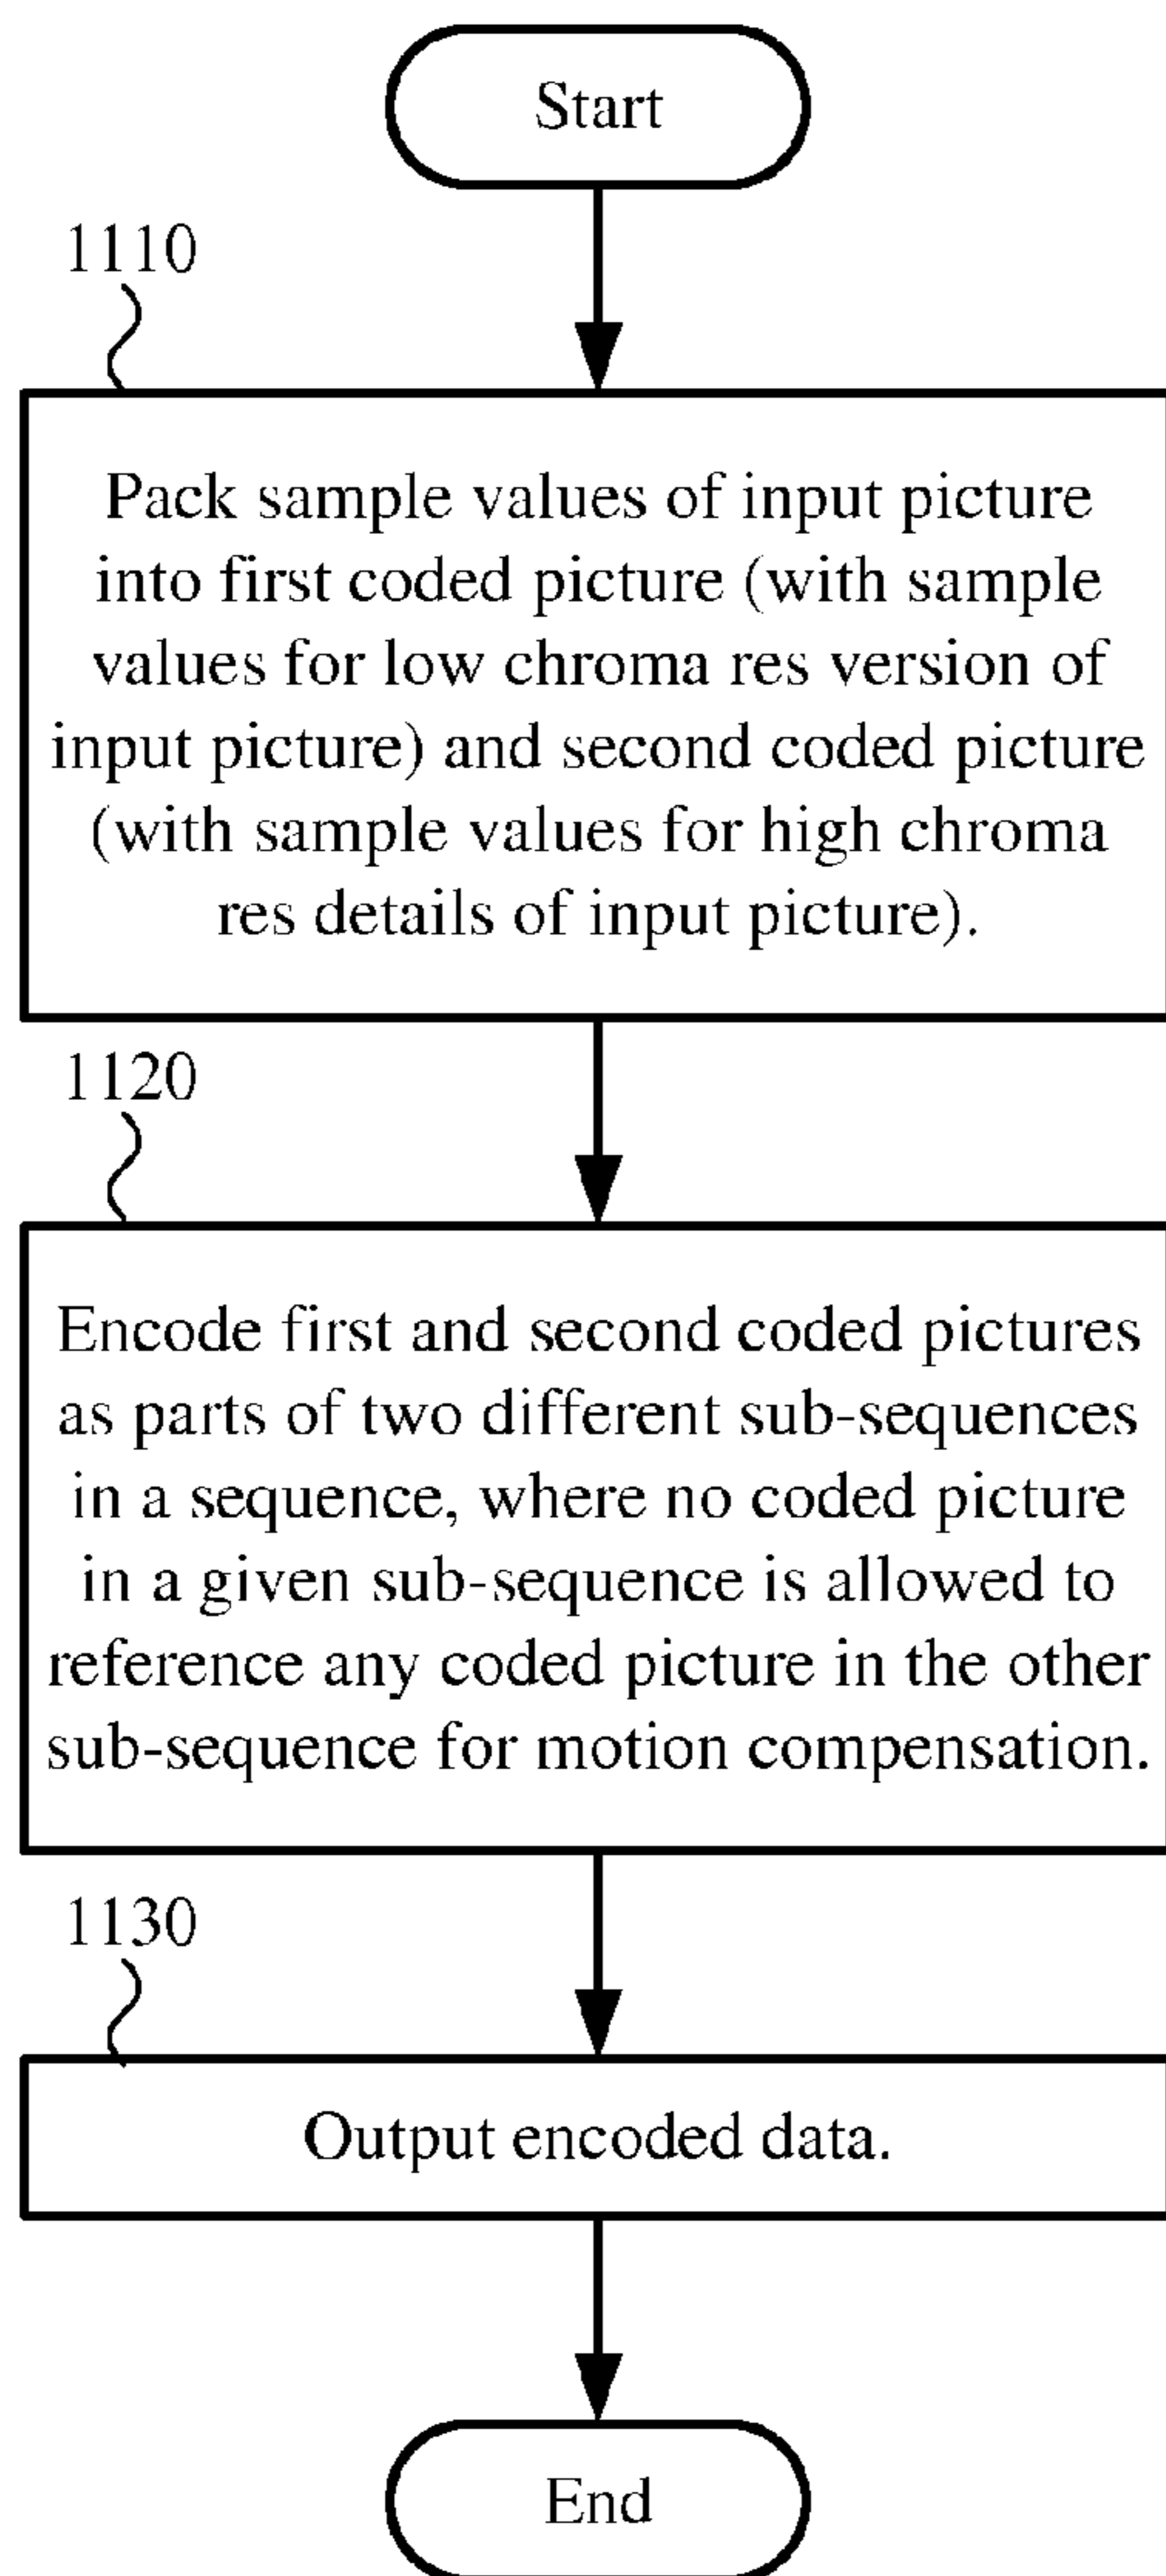 Start
1110
Pack sample values of input picture
into first coded picture (with sample
values for low chroma res version of
input picture) and second coded picture
(with sample values for high chroma
res details of input picture).
1120
Encode first and second coded pictures
as parts of two different sub-sequences
in a sequence, where no coded picture
in a given sub-sequence is allowed to
reference any coded picture in the other
sub-sequence for motion compensation.
1130
Output encoded data.
End